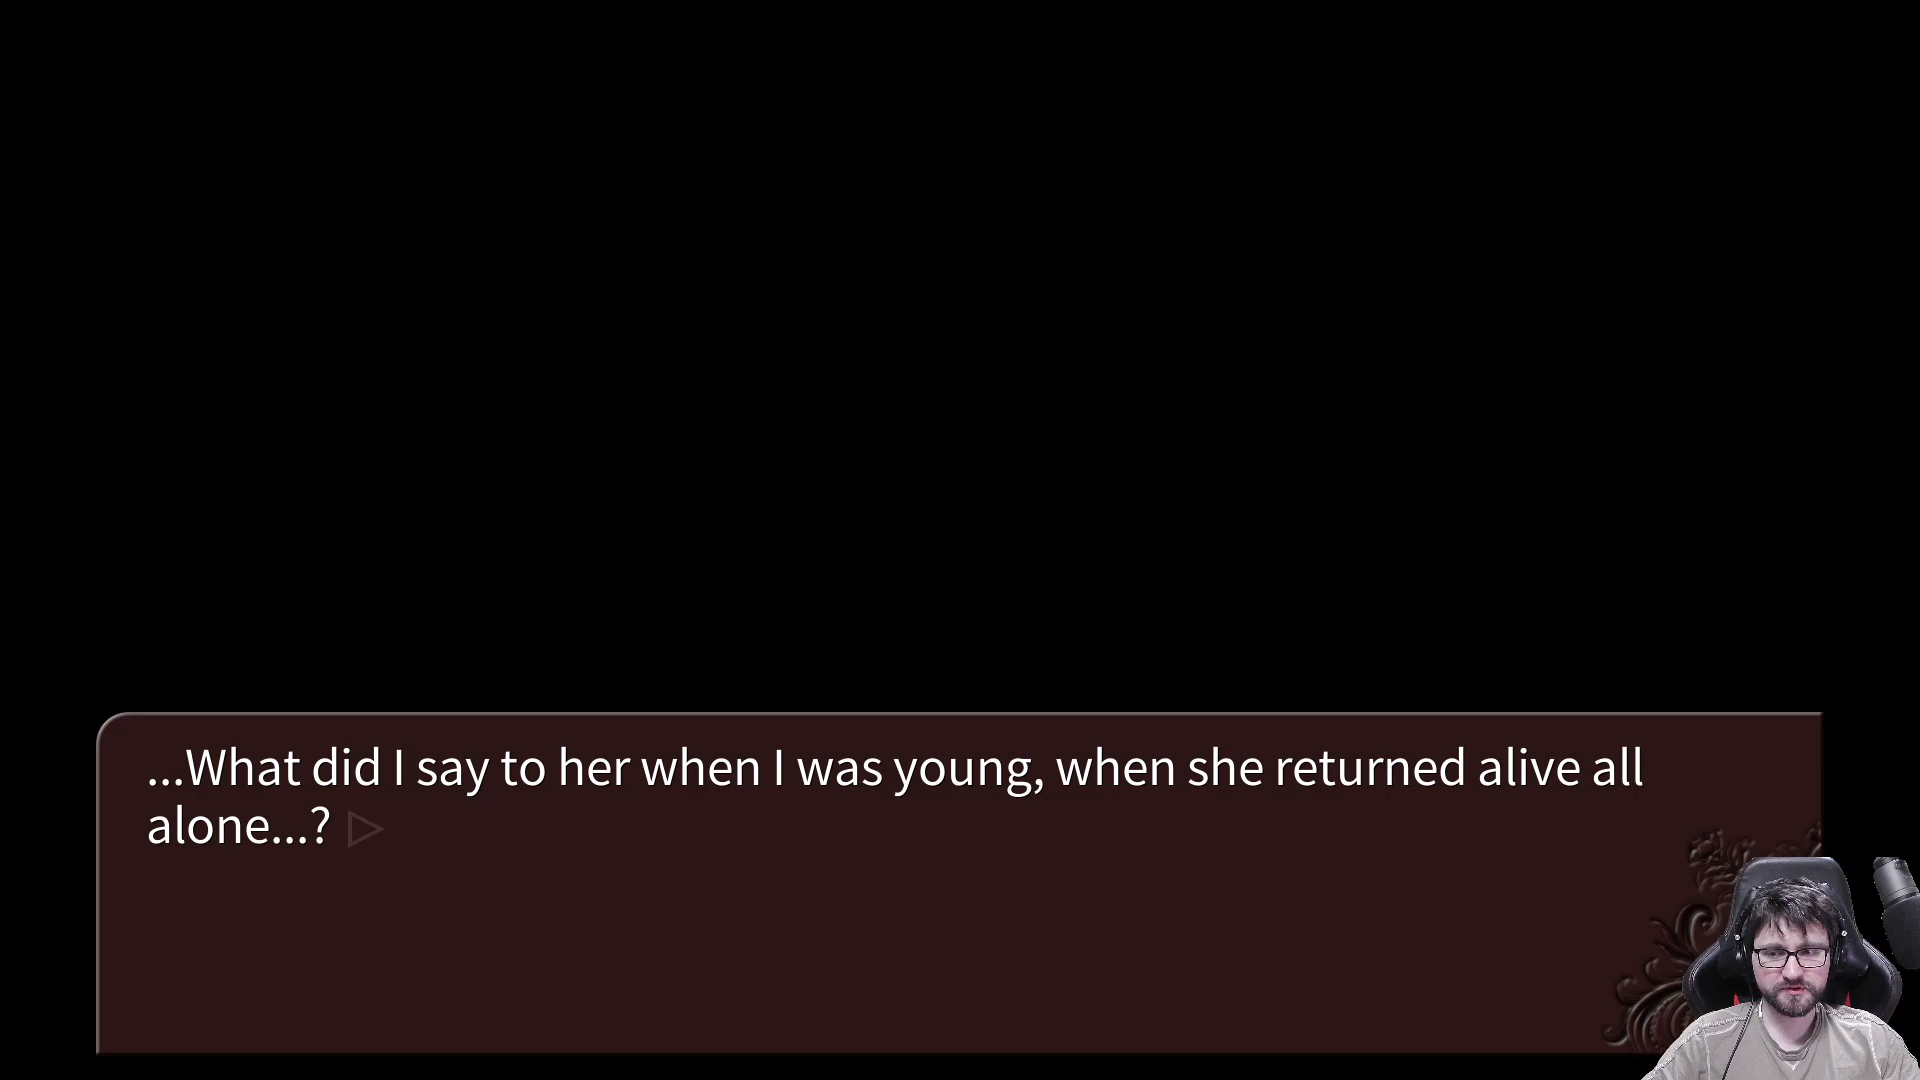 ...What did I say to her when I was young, when she returned alive all
alone...?